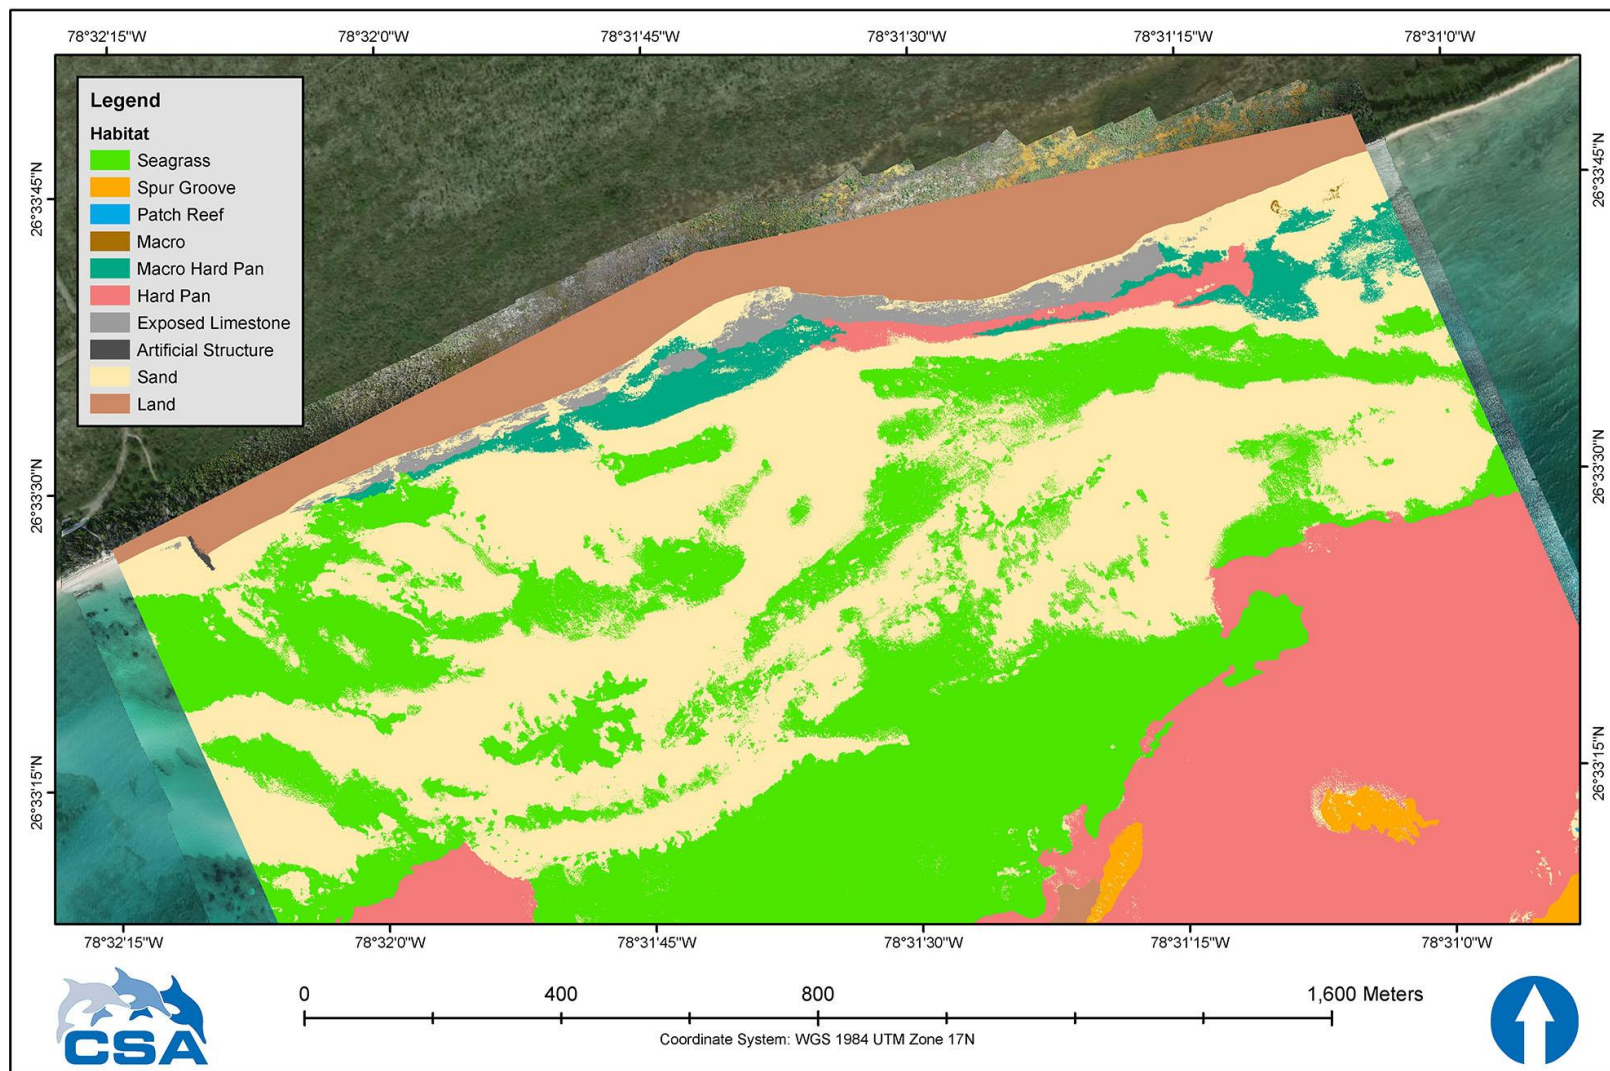 78°32'15"W 78°32'0"W 78°31'45"W 78°31'30"W 78°31'15"W 78°31'0"W
Legend
Habitat
Seagrass
Spur Groove
Patch Reef
Macro
Macro Hard Pan
Hard Pan
Exposed Limestone
Artificial Structure
Sand
Land
26°33'45"N 26°33'45"N
26°33'30"N 26°33'30"N
26°33'15"N 26°33'15"N
78°32'15"W 78°32'0"W 78°31'45"W 78°31'30"W 78°31'15"W 78°31'0"W
0 400 800 1,600 Meters
Coordinate System: WGS 1984 UTM Zone 17N
CSA